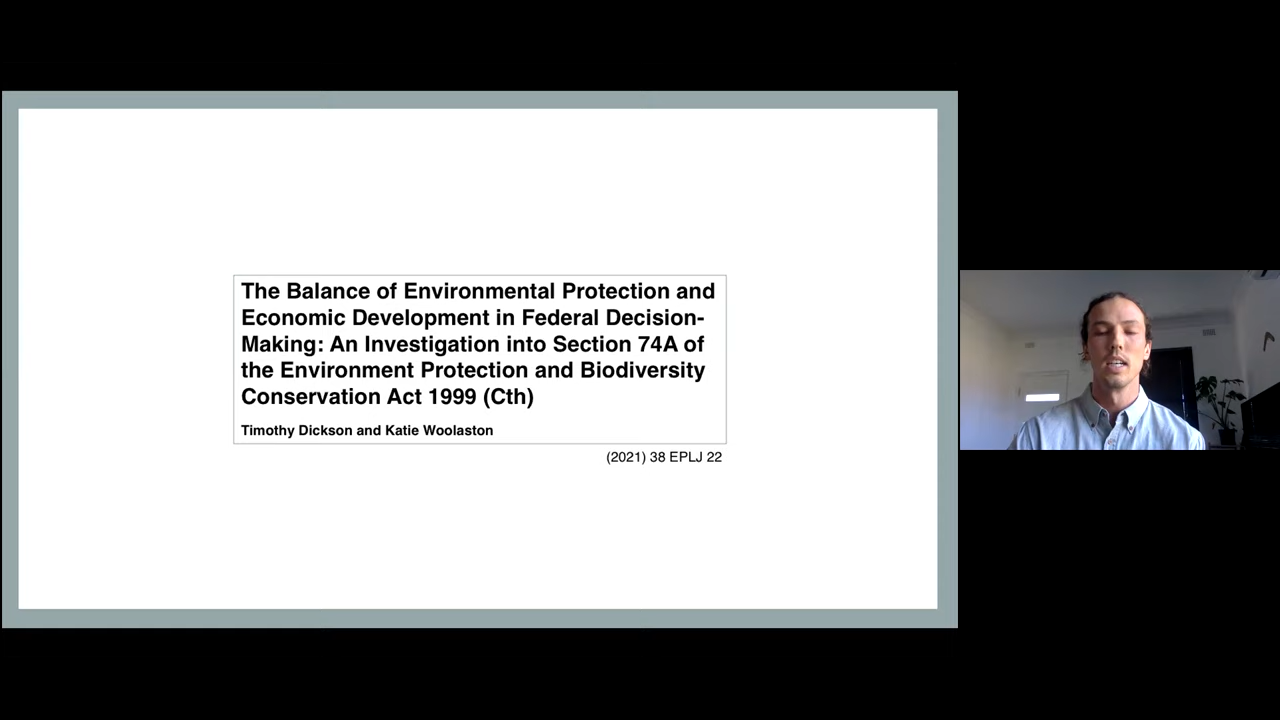 The Balance of Environmental Protection and
Economic Development in Federal Decision-
Making: An Investigation into Section 74A of
the Environment Protection and Biodiversity
Conservation Act 1999 (Cth)
Timothy Dickson and Katie Woolaston
(2021) 38 EPLJ 22